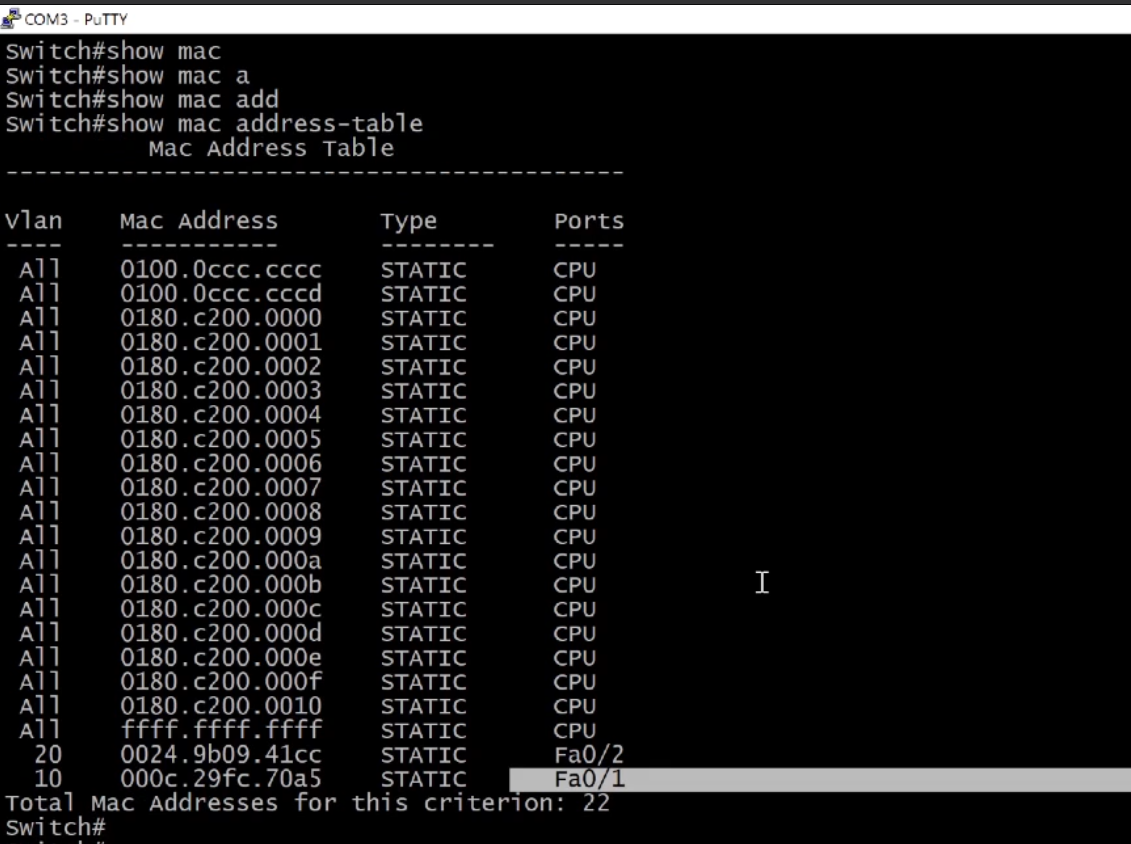 COM3 - PuTTY
Switch#show mac
Switch#show mac a
Switch#show mac add
Switch#show mac address-table
          Mac Address Table
-------------------------------------------

Vlan    Mac Address       Type        Ports
----    -----------       --------    -----
 All    0100.0ccc.cccc    STATIC      CPU
 All    0100.0ccc.cccd    STATIC      CPU
 All    0180.c200.0000    STATIC      CPU
 All    0180.c200.0001    STATIC      CPU
 All    0180.c200.0002    STATIC      CPU
 All    0180.c200.0003    STATIC      CPU
 All    0180.c200.0004    STATIC      CPU
 All    0180.c200.0005    STATIC      CPU
 All    0180.c200.0006    STATIC      CPU
 All    0180.c200.0007    STATIC      CPU
 All    0180.c200.0008    STATIC      CPU
 All    0180.c200.0009    STATIC      CPU
 All    0180.c200.000a    STATIC      CPU
 All    0180.c200.000b    STATIC      CPU
 All    0180.c200.000c    STATIC      CPU
 All    0180.c200.000d    STATIC      CPU
 All    0180.c200.000e    STATIC      CPU
 All    0180.c200.000f    STATIC      CPU
 All    0180.c200.0010    STATIC      CPU
 All    ffff.ffff.ffff    STATIC      CPU
  20    0024.9b09.41cc    STATIC      Fa0/2
  10    000c.29fc.70a5    STATIC      Fa0/1
Total Mac Addresses for this criterion: 22
Switch#